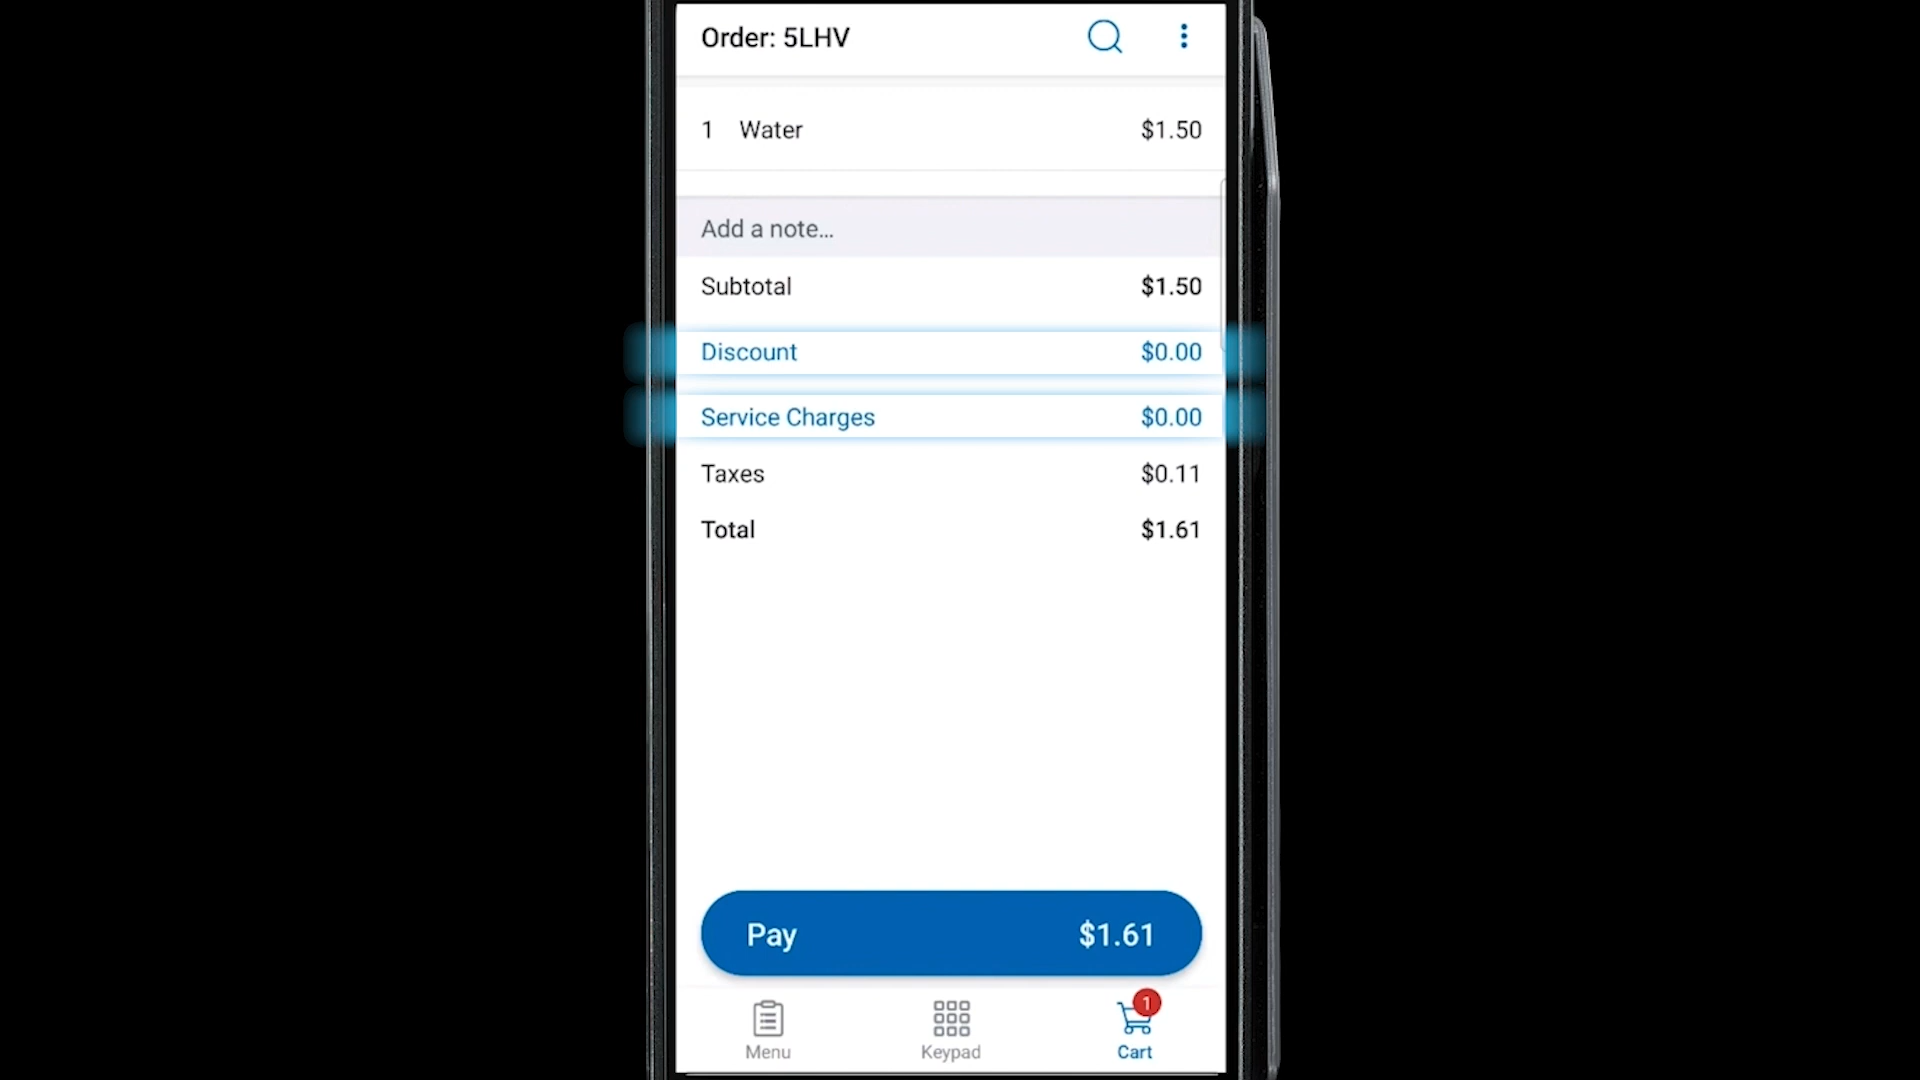 Order: 5LHV
1 Water $1.50
Add a note...
Subtotal $1.50
Discount $0.00
Service Charges $0.00
Taxes $0.11
Total $1.61
Pay $1.61
1
Menu Keypad Cart